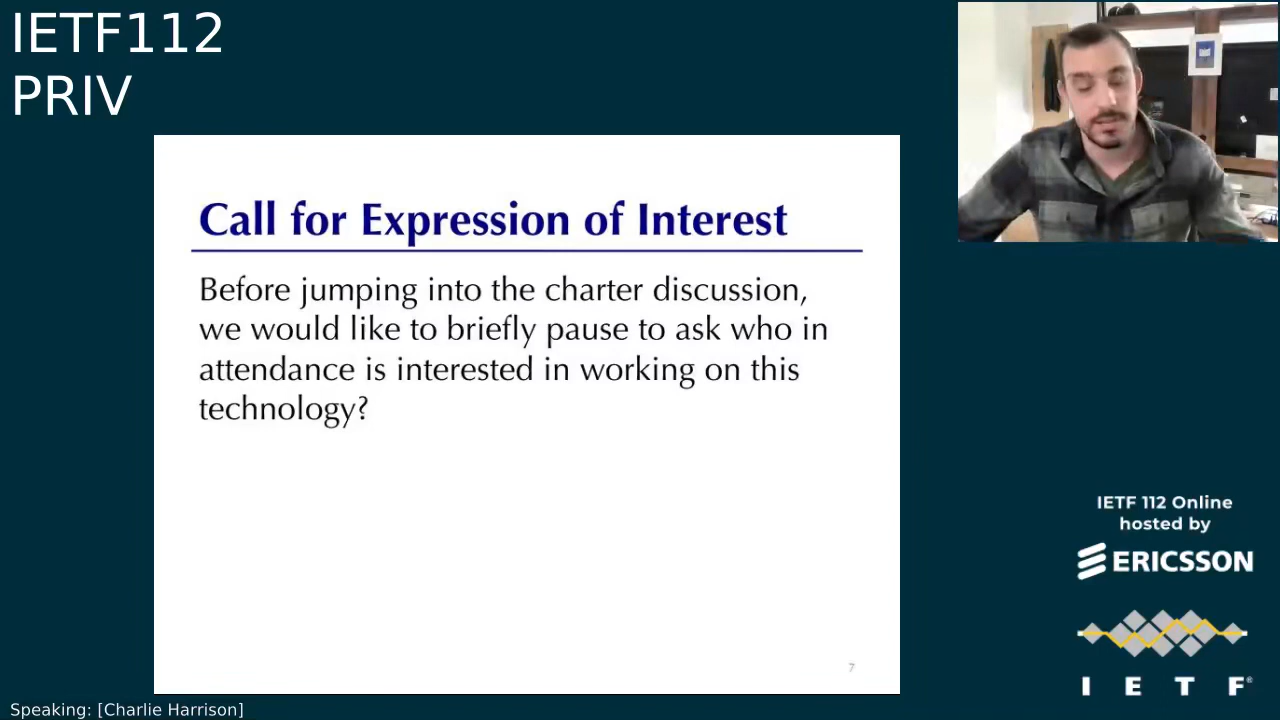 IETF112
PRIV
Call for Expression of Interest
Before jumping into the charter discussion,
we would like to briefly pause to ask who in
attendance is interested in working on this
technology?
7
IETF 112 Online
hosted by
ERICSSON
I E T F®
Speaking: [Charlie Harrison]